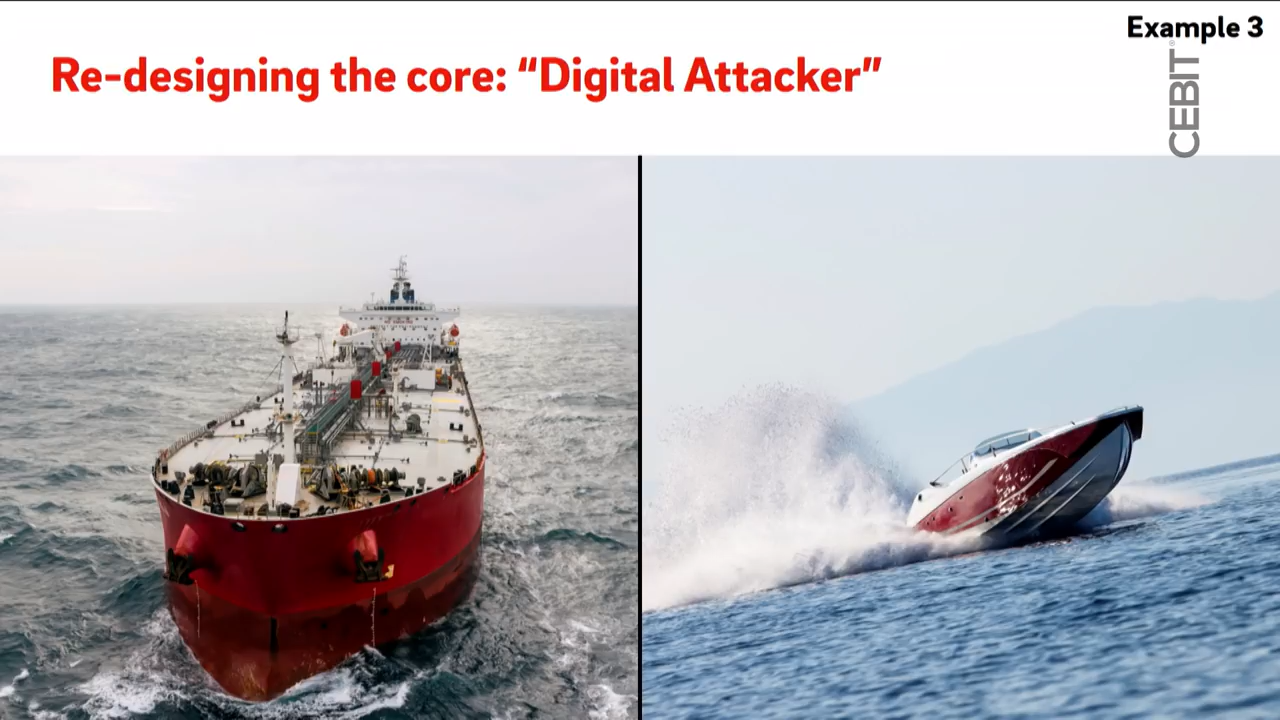 Example 3
Re-designing the core: “Digital Attacker”
CEBIT®